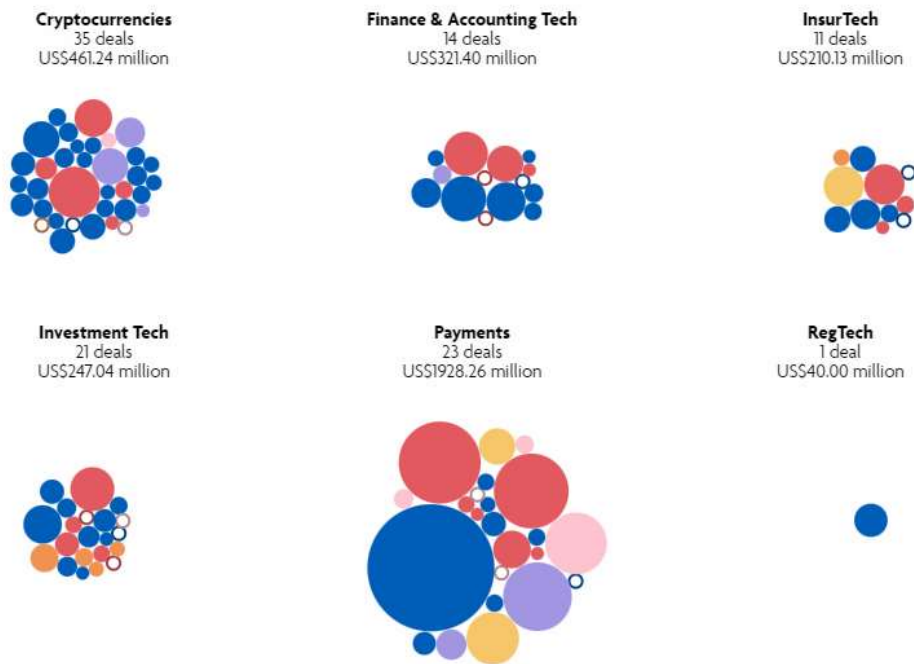 Cryptocurrencies
35 deals
US$461.24 million
Finance & Accounting Tech
14 deals
US$321.40 million
InsurTech
11 deals
US$210.13 million
Investment Tech
21 deals
US$247.04 million
Payments
23 deals
US$1928.26 million
RegTech
1 deal
US$40.00 million